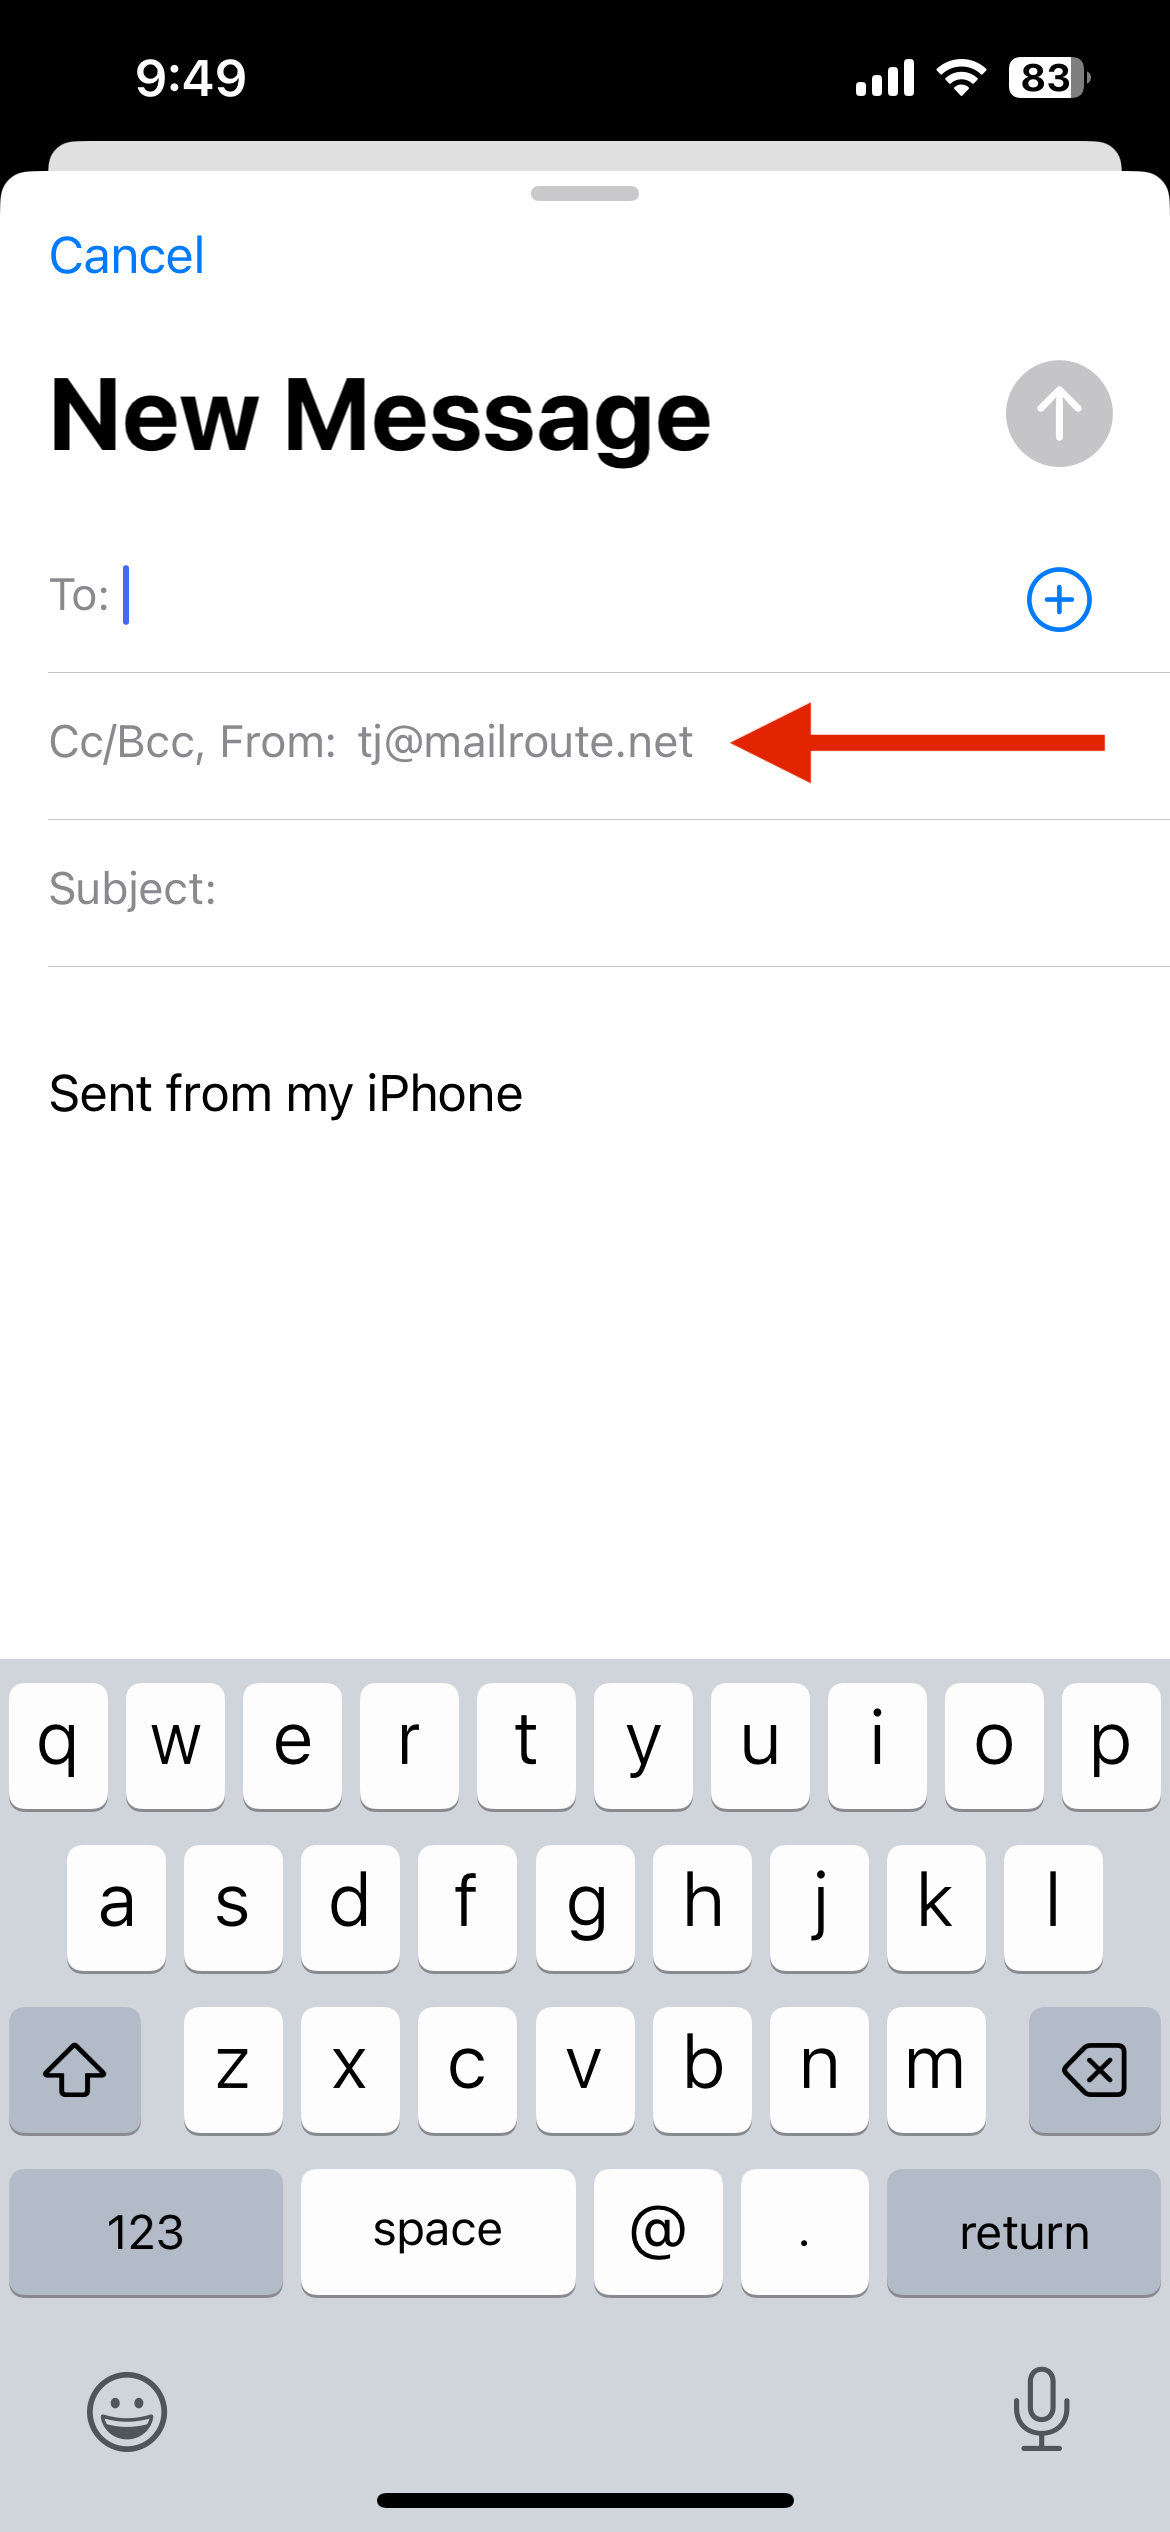 9:49
83
Cancel
New Message
To:
Cc/Bcc, From: tj@mailroute.net
Subject:
Sent from my iPhone
q w e r t y u i o p
a s d f g h j k l
z x c v b n m
123 space @ . return